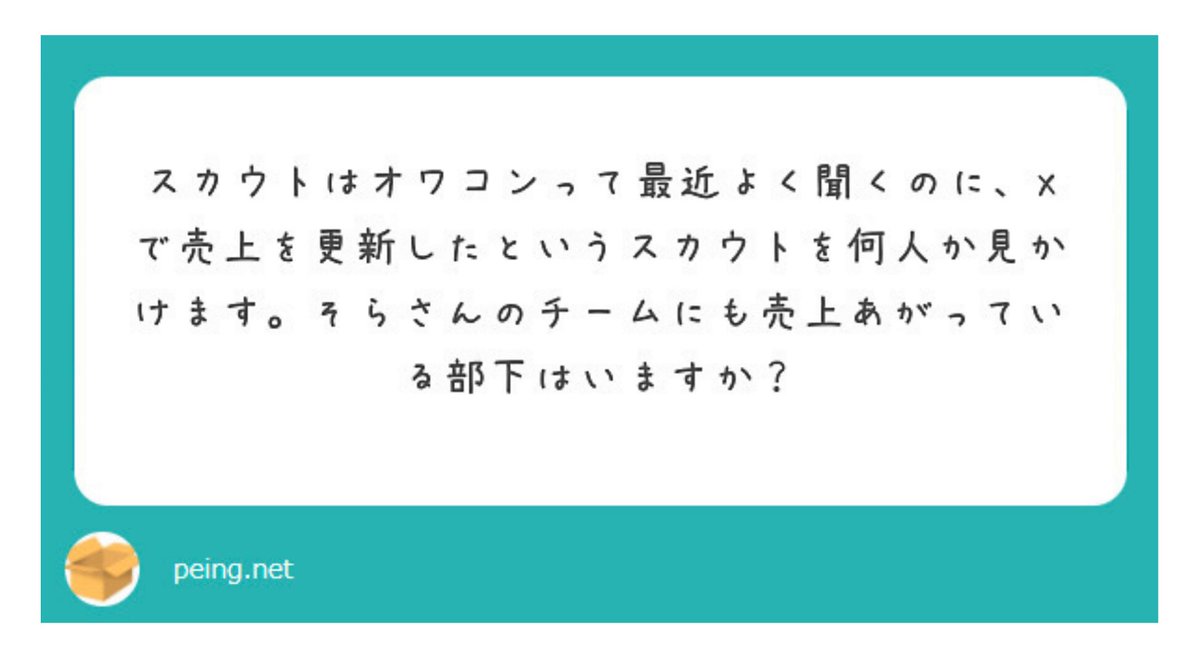 スカウトはオワコンって最近よく聞くのに、X
で売上を更新したというスカウトを何人か見か
けます。そらさんのチームにも売上あがってい
る部下はいますか？
peing.net